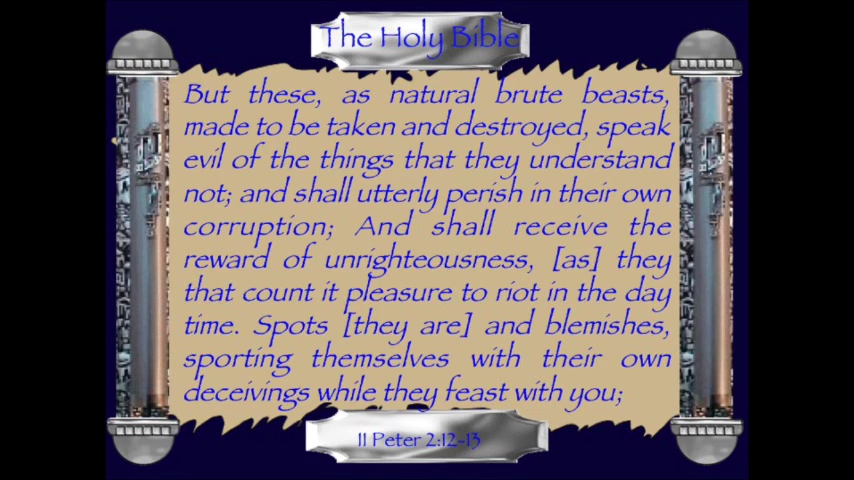 The Holy Bible
But these, as natural brute beasts,
made to be taken and destroyed, speak
evil of the things that they understand
not; and shall utterly perish in their own
corruption; And shall receive the
reward of unrighteousness, [as] they
that count it pleasure to riot in the day
time. Spots [they are] and blemishes,
sporting themselves with their own
deceivings while they feast with you;
II Peter 2:12-13